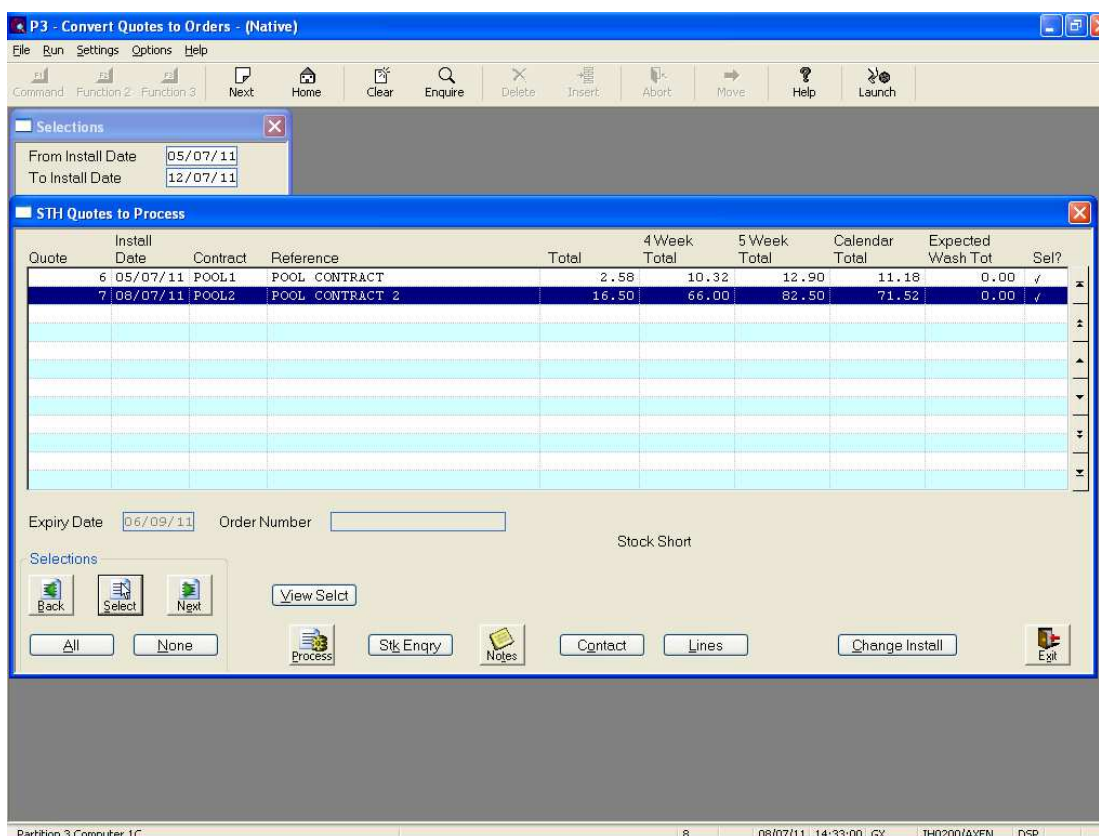 P3 - Convert Quotes to Orders - (Native)
File Run Settings Options Help
F1 F2 F3
Command Function 2 Function 3 Next Home Clear Enquire Delete Insert Abort Move Help Launch
Selections
From Install Date 05/07/11
To Install Date 12/07/11
STH Quotes to Process
Install 4 Week 5 Week Calendar Expected
Quote Date Contract Reference Total Total Total Total Wash Tot Sel?
6 05/07/11 POOL1 POOL CONTRACT 2.58 10.32 12.90 11.18 0.00 √
7 08/07/11 POOL2 POOL CONTRACT 2 16.50 66.00 82.50 71.52 0.00 √
Expiry Date 06/09/11 Order Number
Stock Short
Selections
Back Select Next View Selct
All None Process Stk Enqry Notes Contact Lines Change Install Exit
Partition 3 Computer 1C 8 08/07/11 14:33:00 GX IH0200/AXEN DSP